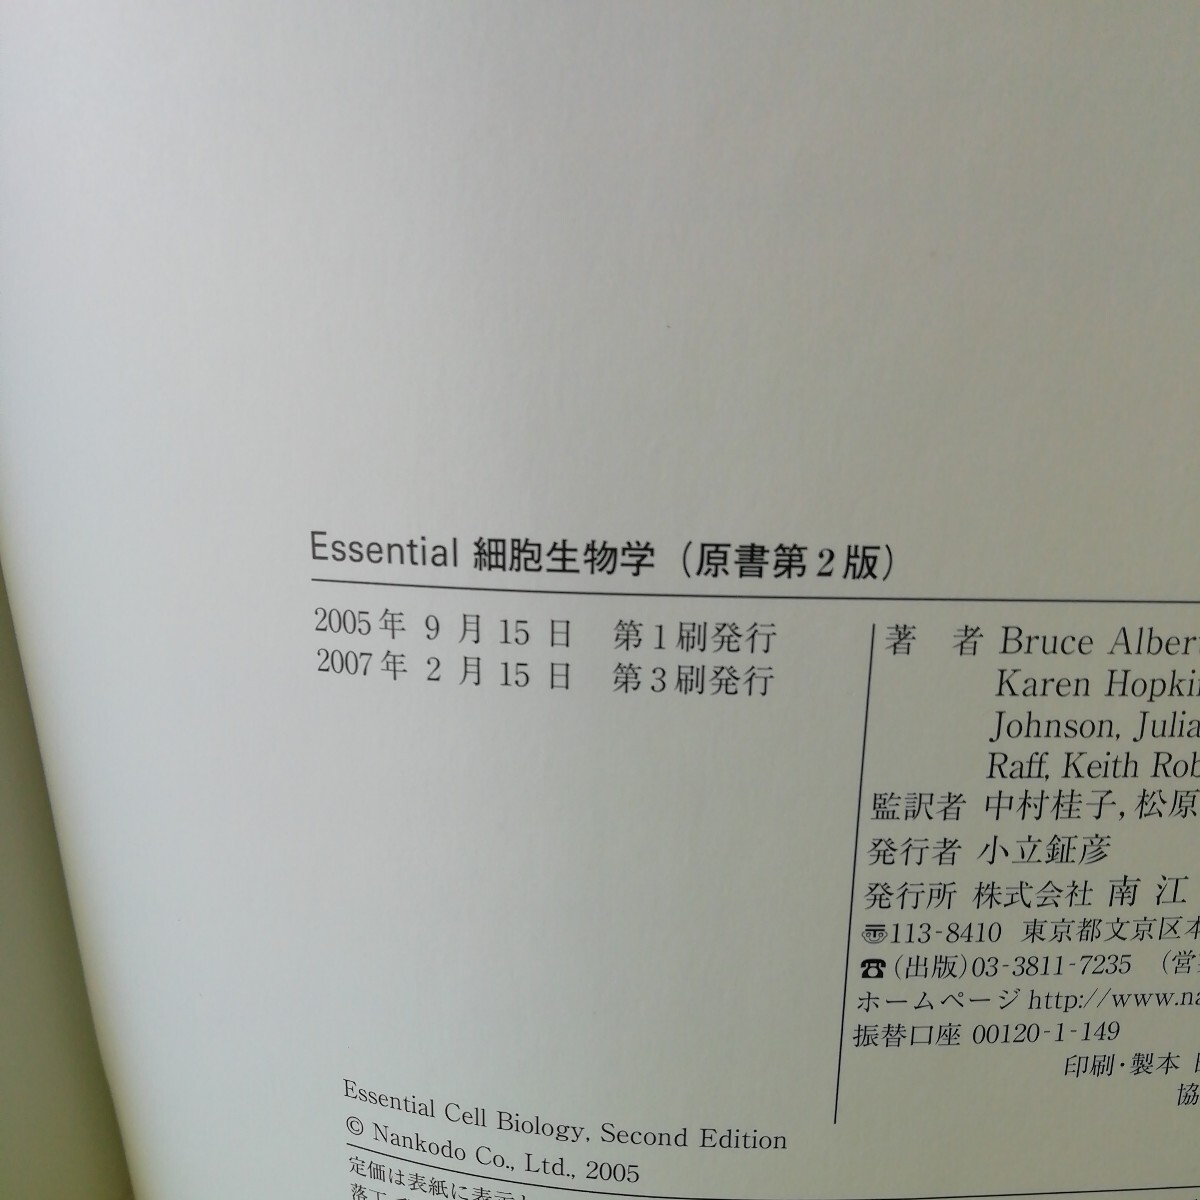 Essential 細胞生物学（原書第2版）
2005年 9 月 15 日 第1刷発行
2007年 2 月 15 日 第3刷発行
著 者 Bruce Albert
Karen Hopki
Johnson, Julia
Raff, Keith Rob
監訳者 中村桂子, 松原
発行者 小立鉦彦
発行所 株式会社 南 江
〠113-8410 東京都文京区本
☎(出版)03-3811-7235 (営
ホームページ http://www.na
振替口座 00120-1-149
印刷・製本
協
Essential Cell Biology, Second Edition
© Nankodo Co., Ltd., 2005
定価は表紙に表示
落丁